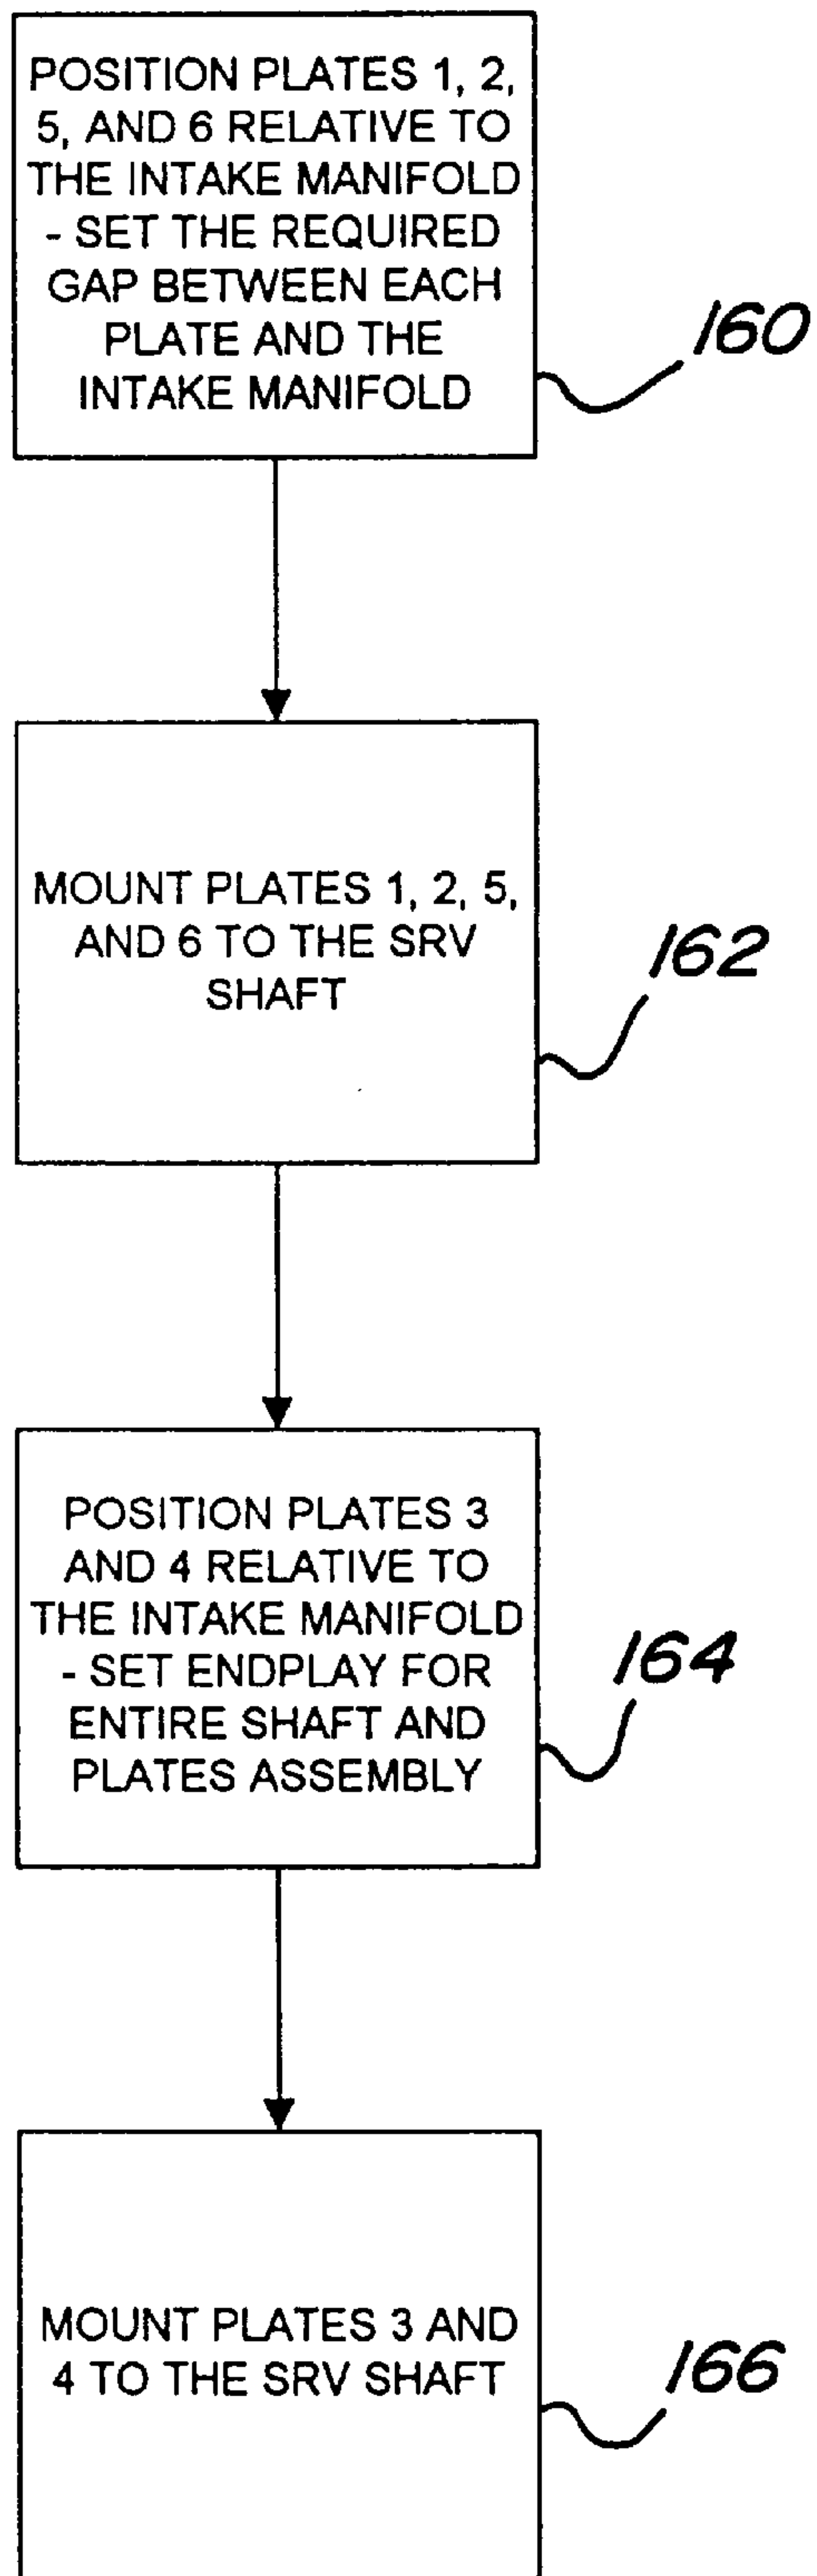 POSITION PLATES 1, 2,
5, AND 6 RELATIVE TO
THE INTAKE MANIFOLD
- SET THE REQUIRED
GAP BETWEEN EACH
PLATE AND THE
INTAKE MANIFOLD
160
MOUNT PLATES 1, 2, 5,
AND 6 TO THE SRV
SHAFT
162
POSITION PLATES 3
AND 4 RELATIVE TO
THE INTAKE MANIFOLD
- SET ENDPLAY FOR
ENTIRE SHAFT AND
PLATES ASSEMBLY
164
MOUNT PLATES 3 AND
4 TO THE SRV SHAFT
166